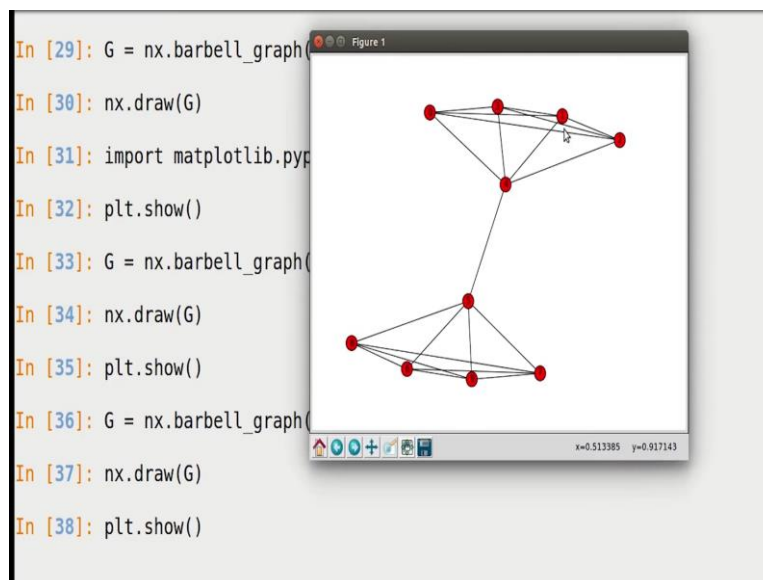 In [29]: G = nx.barbell_graph(
Figure 1
In [30]: nx.draw(G)
In [31]: import matplotlib.pyp
In [32]: plt.show()
In [33]: G = nx.barbell_graph(
In [34]: nx.draw(G)
In [35]: plt.show()
In [36]: G = nx.barbell_graph(
x=0.513385 y=0.917143
In [37]: nx.draw(G)
In [38]: plt.show()